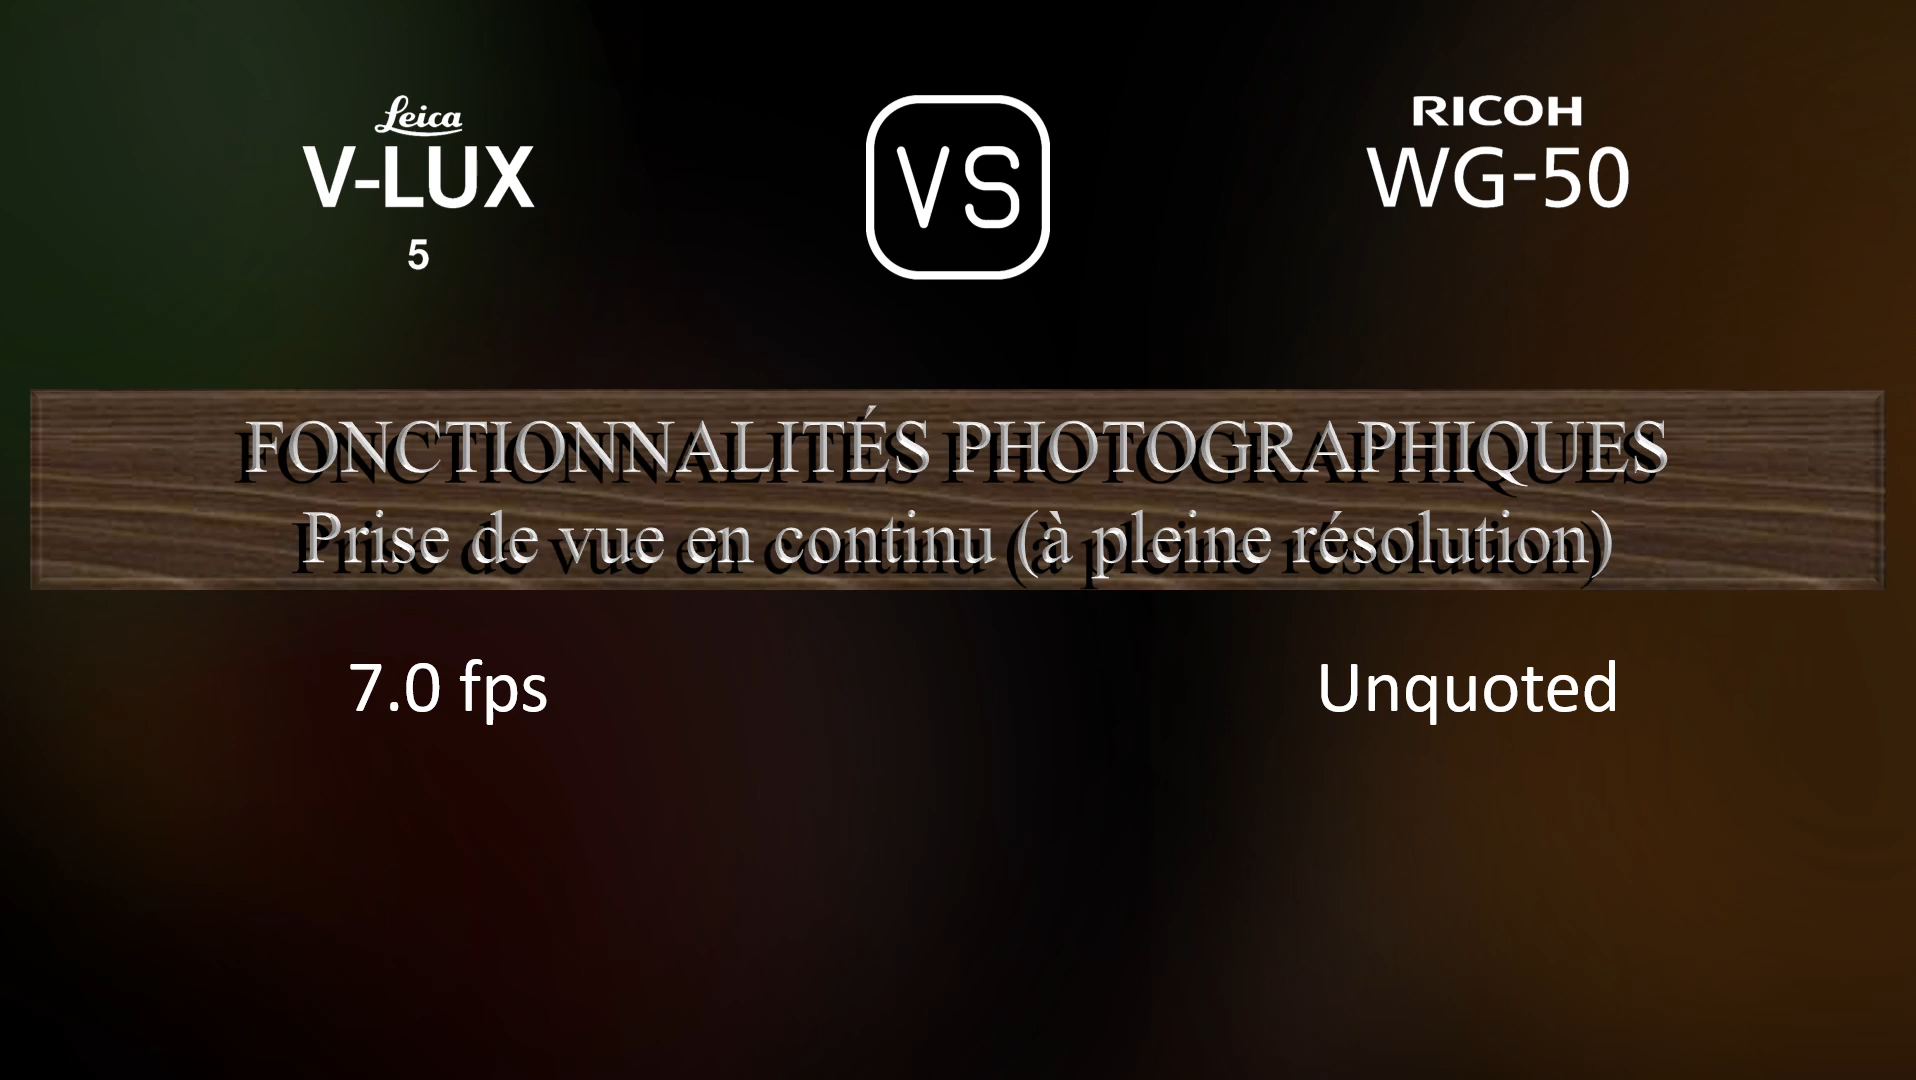 Leica
V-LUX
5
VS
RICOH
WG-50
FONCTIONNALITÉS PHOTOGRAPHIQUES
Prise de vue en continu (à pleine résolution)
7.0 fps
Unquoted